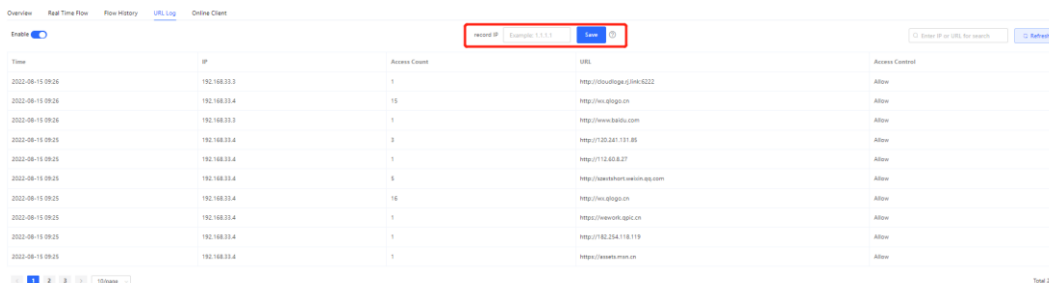 Overview Real Time Flow Flow History URL Log Online Client
Enable record IP Example: 1.1.1.1 Save Enter IP or URL for search Refresh
Time IP Access Count URL Access Control
2022-08-15 09:26 192.168.33.3 1 http://cloudloge.rj.link:6222 Allow
2022-08-15 09:26 192.168.33.4 15 http://wx.qlogo.cn Allow
2022-08-15 09:26 192.168.33.3 1 http://www.baidu.com Allow
2022-08-15 09:25 192.168.33.4 3 http://120.241.131.85 Allow
2022-08-15 09:25 192.168.33.4 1 http://112.60.8.27 Allow
2022-08-15 09:25 192.168.33.4 5 http://szextshort.weixin.qq.com Allow
2022-08-15 09:25 192.168.33.4 16 http://wx.qlogo.cn Allow
2022-08-15 09:25 192.168.33.4 1 https://wework.qpic.cn Allow
2022-08-15 09:25 192.168.33.4 1 http://182.254.118.119 Allow
2022-08-15 09:25 192.168.33.4 1 https://assets.msn.cn Allow
1 2 3 10/page Total 2